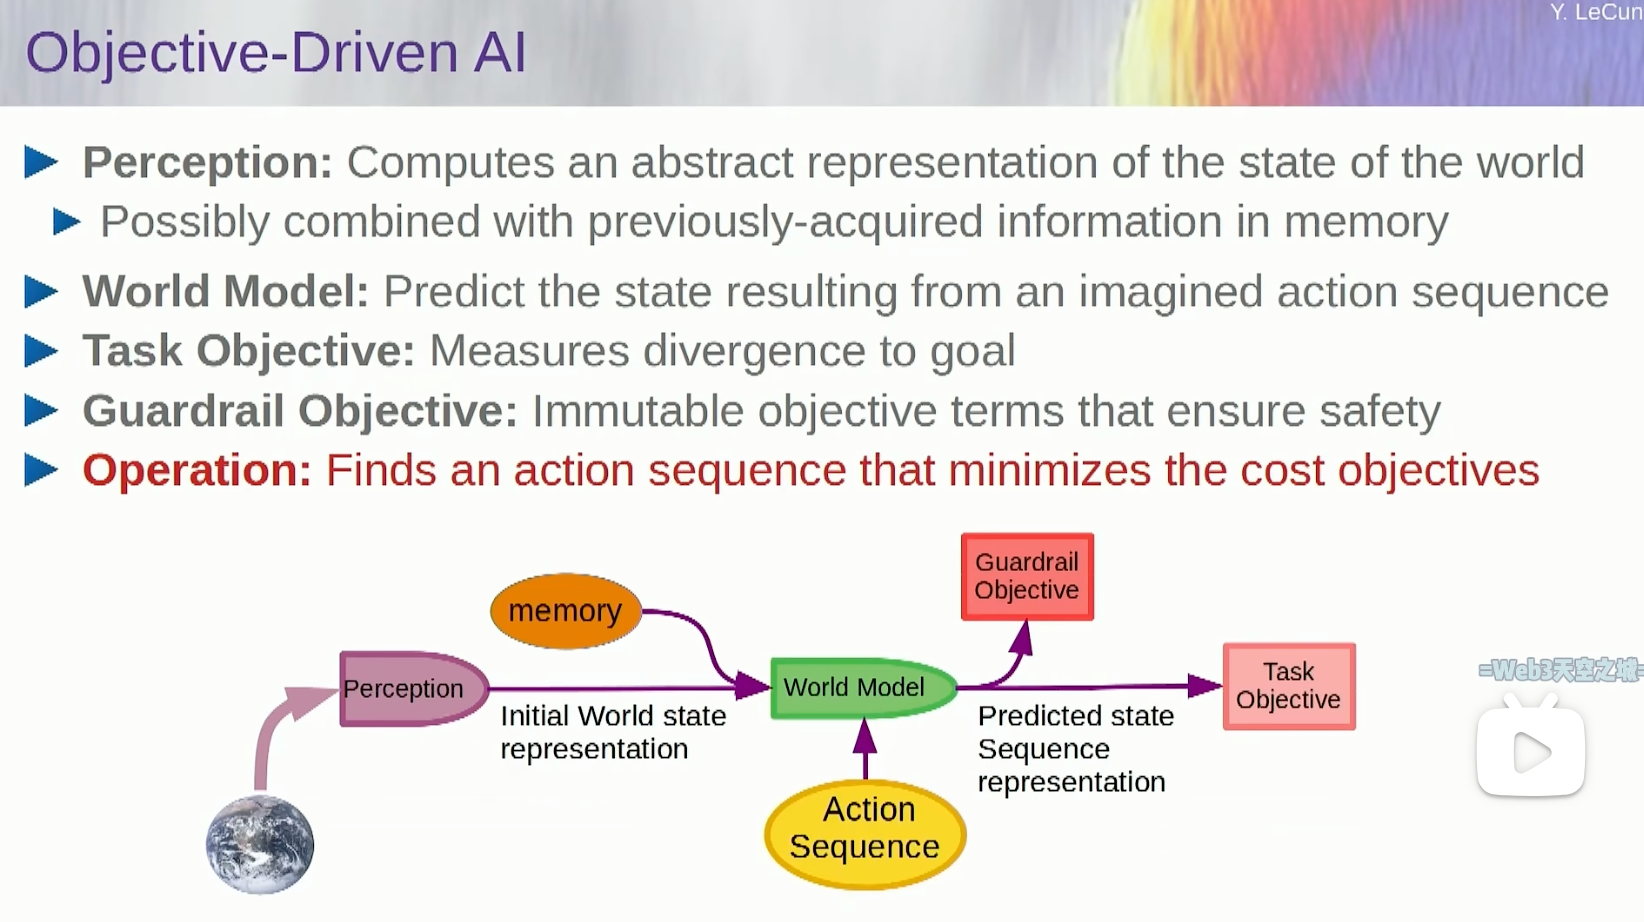 Y. LeCun
Objective-Driven AI
Perception: Computes an abstract representation of the state of the world
Possibly combined with previously-acquired information in memory
World Model: Predict the state resulting from an imagined action sequence
Task Objective: Measures divergence to goal
Guardrail Objective: Immutable objective terms that ensure safety
Operation: Finds an action sequence that minimizes the cost objectives
Guardrail
Objective
memory
Perception
World Model
Task
Objective
Initial World state
representation
Predicted state
Sequence
representation
Action
Sequence
=Web3天空之城=